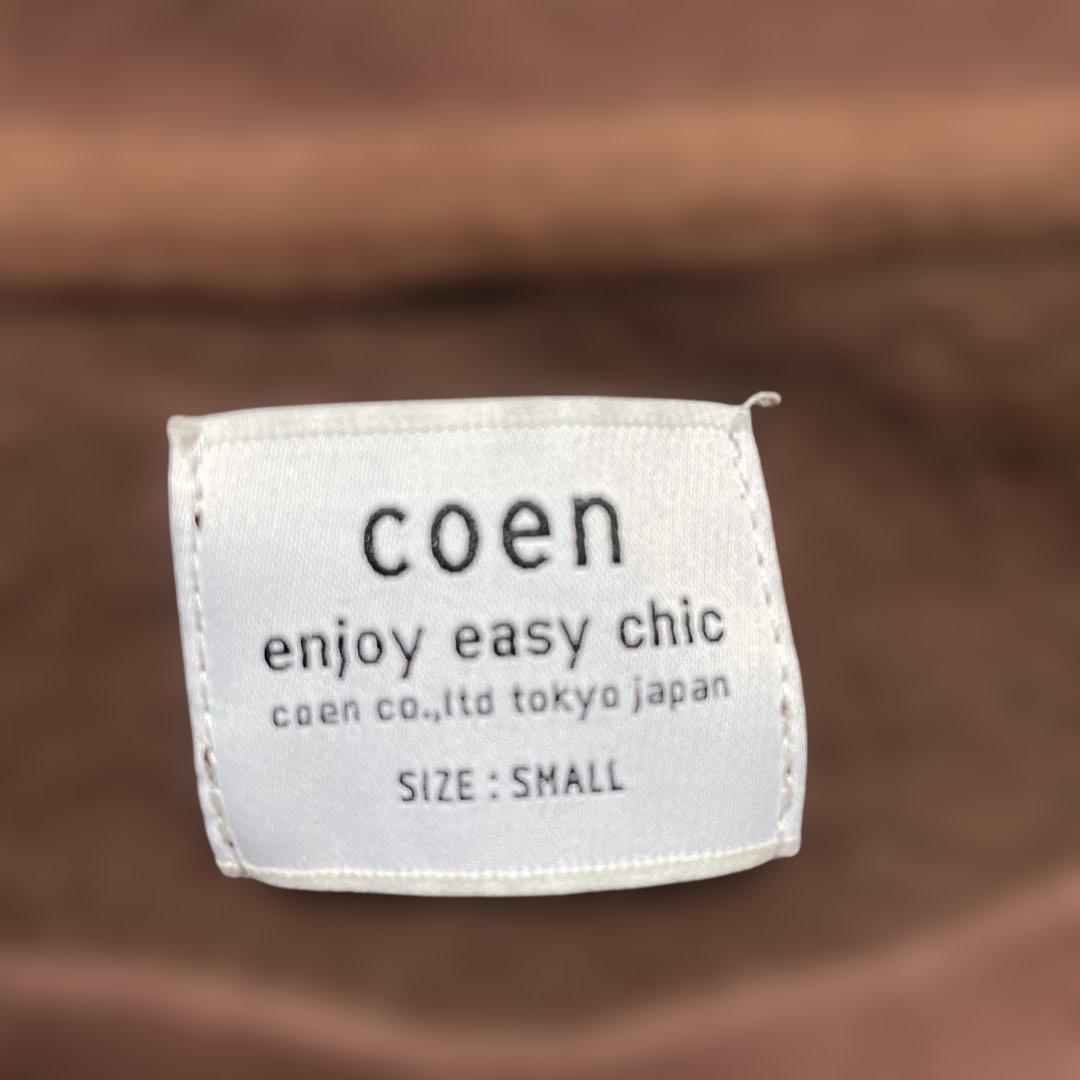 coen
enjoy easy chic
coen co.,ltd tokyo japan
SIZE : SMALL